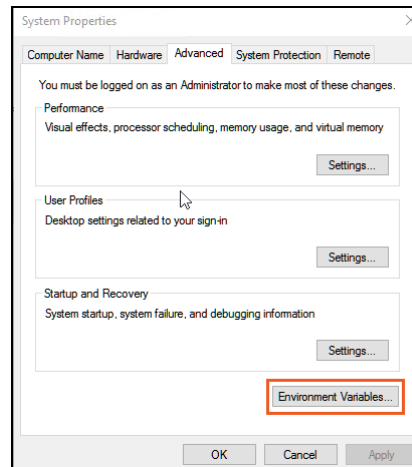 System Properties
Computer Name Hardware Advanced System Protection Remote
You must be logged on as an Administrator to make most of these changes.
Performance
Visual effects, processor scheduling, memory usage, and virtual memory
Settings...
User Profiles
Desktop settings related to your sign-in
Settings...
Startup and Recovery
System startup, system failure, and debugging information
Settings...
Environment Variables...
OK Cancel Apply